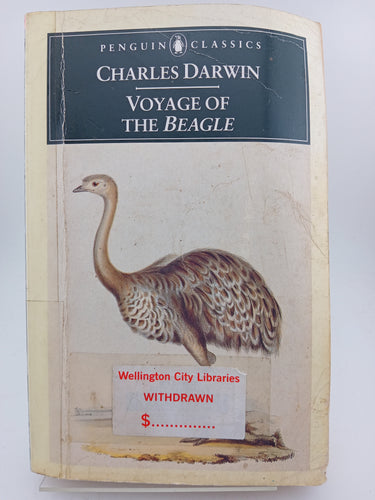 PENGUIN CLASSICS
CHARLES DARWIN
VOYAGE OF
THE BEAGLE
Wellington City Libraries
WITHDRAWN
$..............